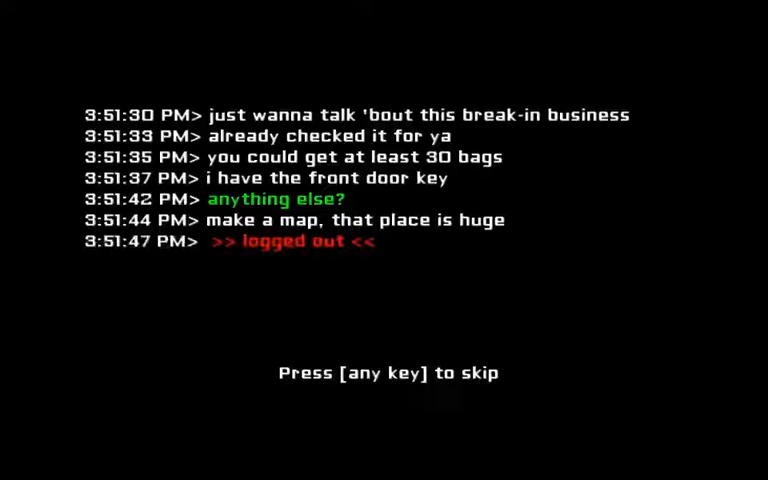 3:51:30 PM> just wanna talk 'bout this break-in business
3:51:33 PM> already checked it for ya
3:51:35 PM> you could get at least 30 bags
3:51:37 PM> i have the front door key
3:51:42 PM> anything else?
3:51:44 PM> make a map, that place is huge
3:51:47 PM> >> logged out <<
Press [any key] to skip